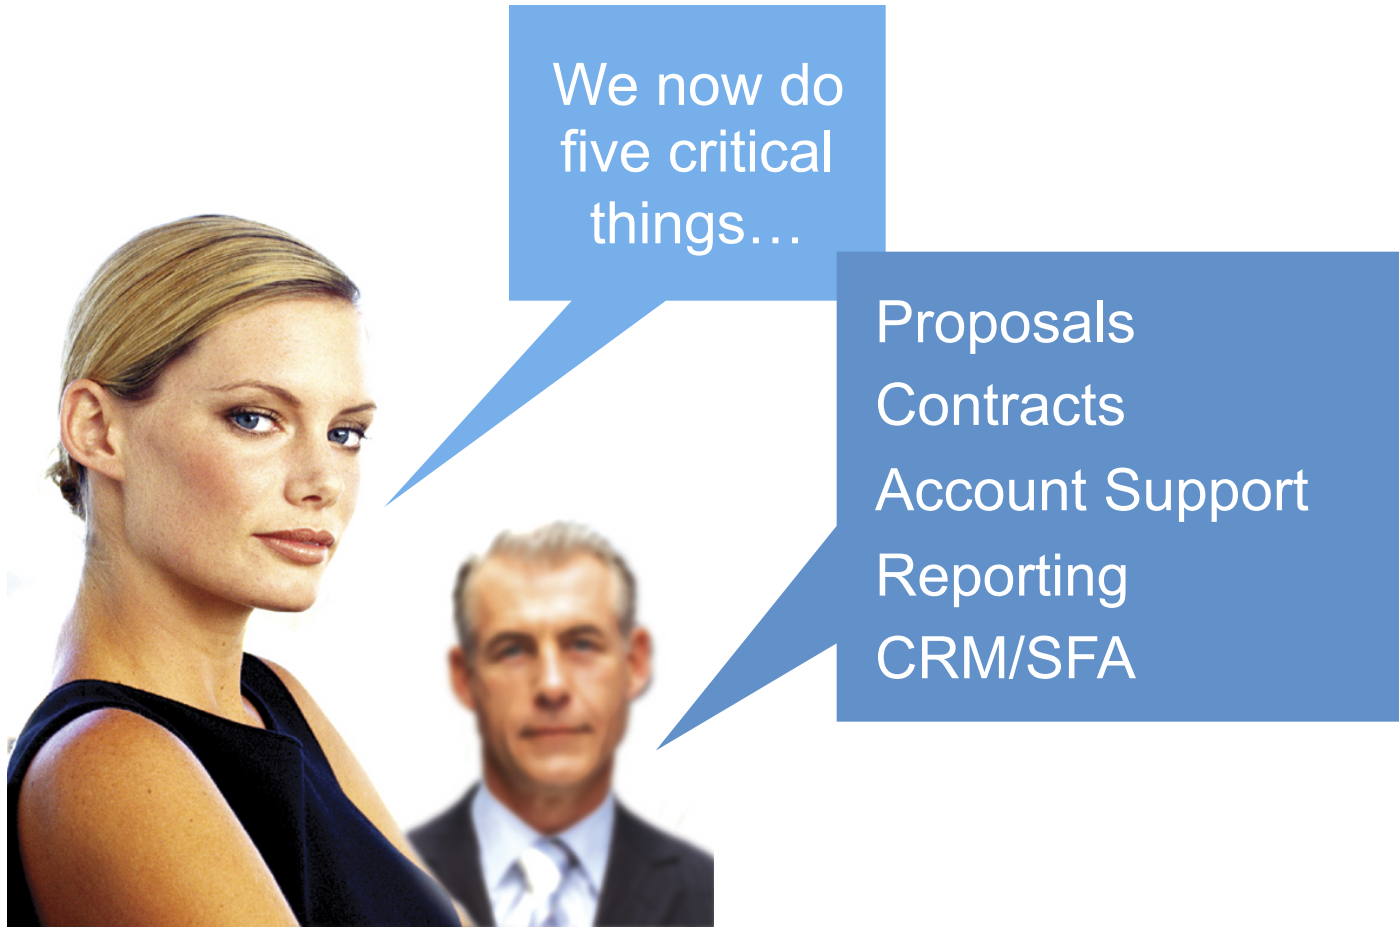 We now do
five critical
things…
Proposals
Contracts
Account Support
Reporting
CRM/SFA